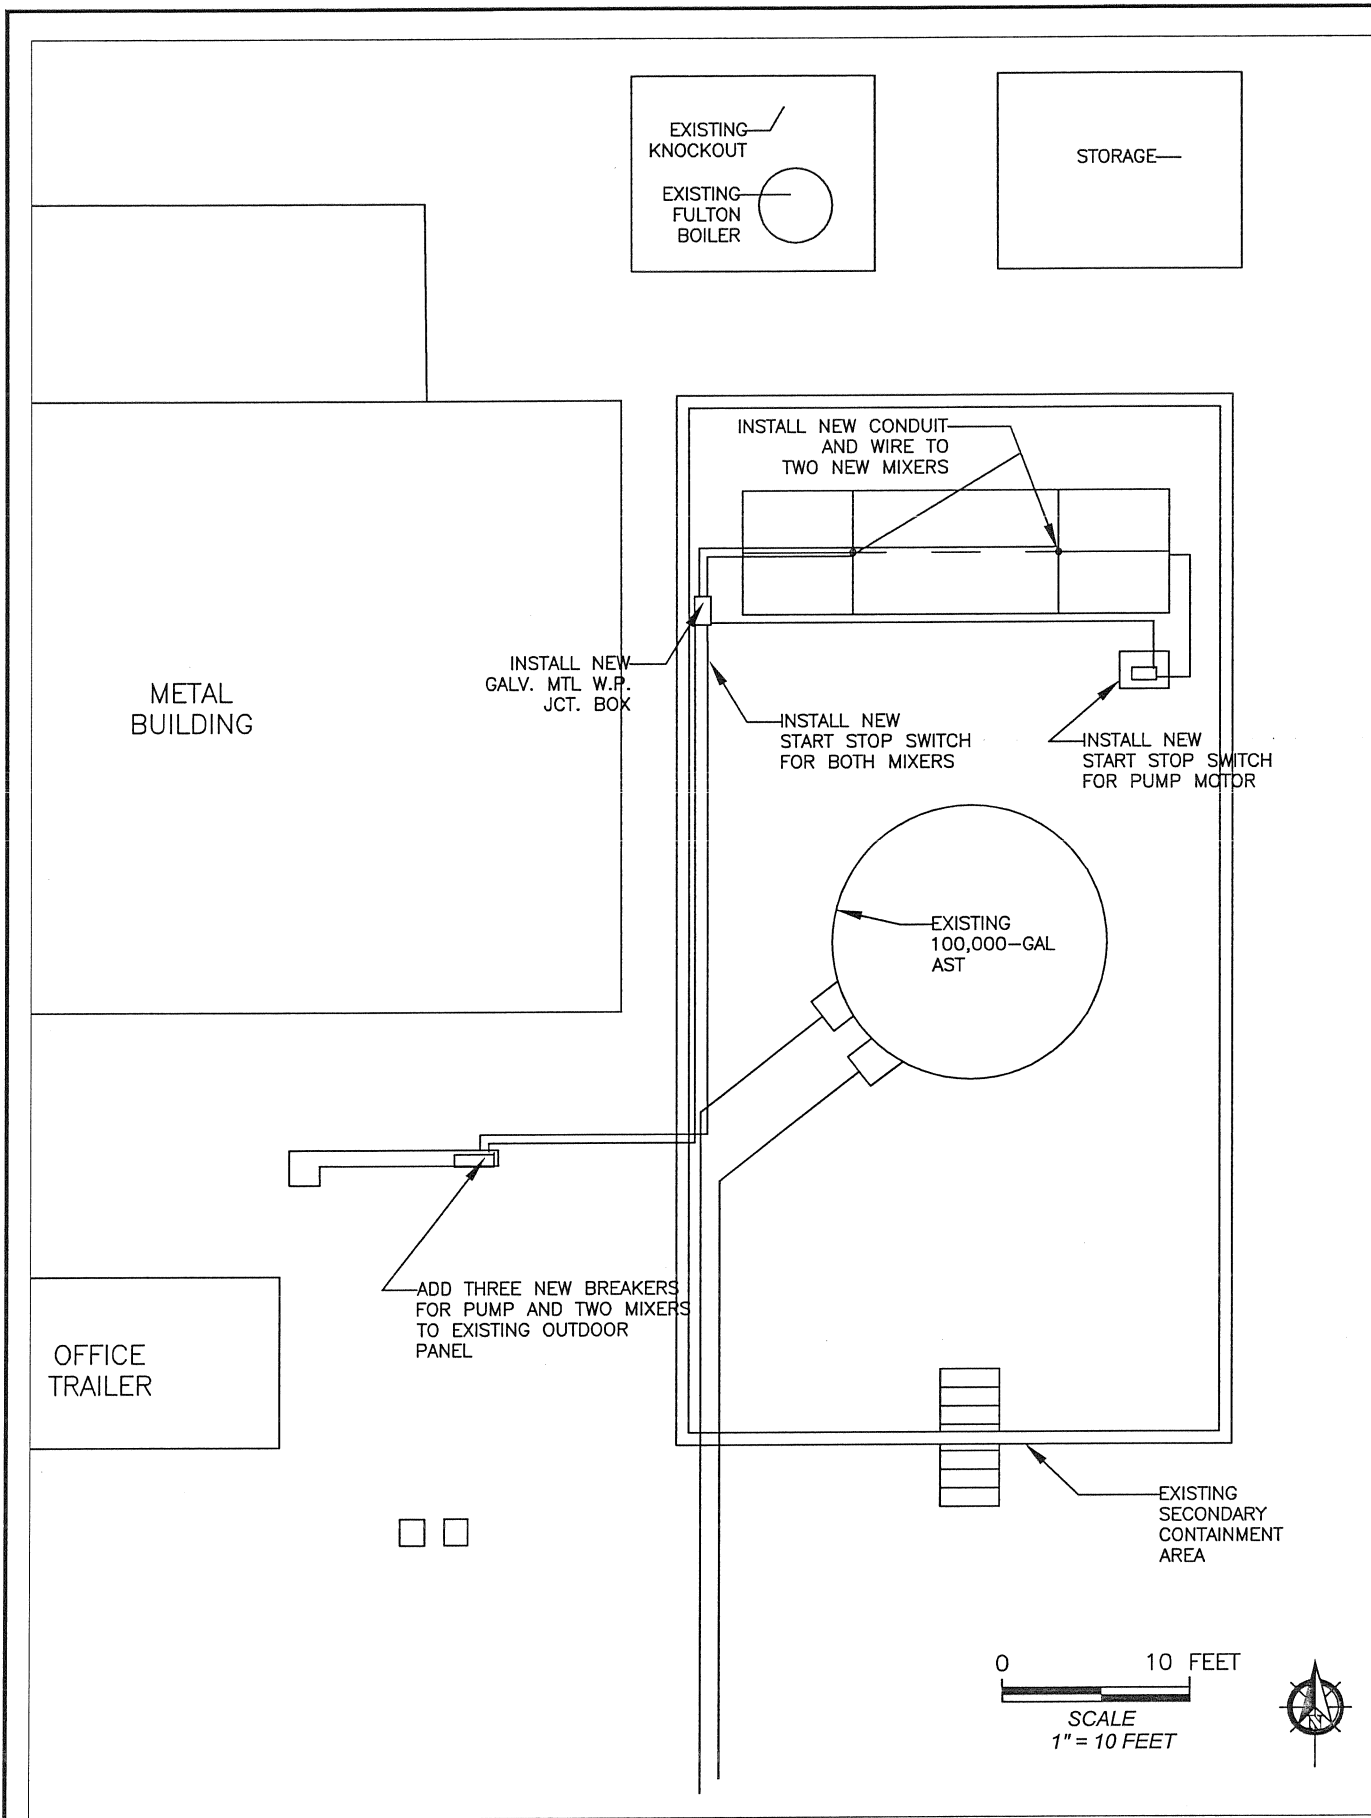 EXISTING
KNOCKOUT
EXISTING
FULTON
BOILER
STORAGE
INSTALL NEW CONDUIT
AND WIRE TO
TWO NEW MIXERS
METAL
BUILDING
INSTALL NEW
GALV. MTL W.P.
JCT. BOX
INSTALL NEW
START STOP SWITCH
FOR BOTH MIXERS
INSTALL NEW
START STOP SWITCH
FOR PUMP MOTOR
EXISTING
100,000-GAL
AST
ADD THREE NEW BREAKERS
FOR PUMP AND TWO MIXERS
TO EXISTING OUTDOOR
PANEL
OFFICE
TRAILER
EXISTING
SECONDARY
CONTAINMENT
AREA
0 10 FEET
SCALE
1" = 10 FEET
N